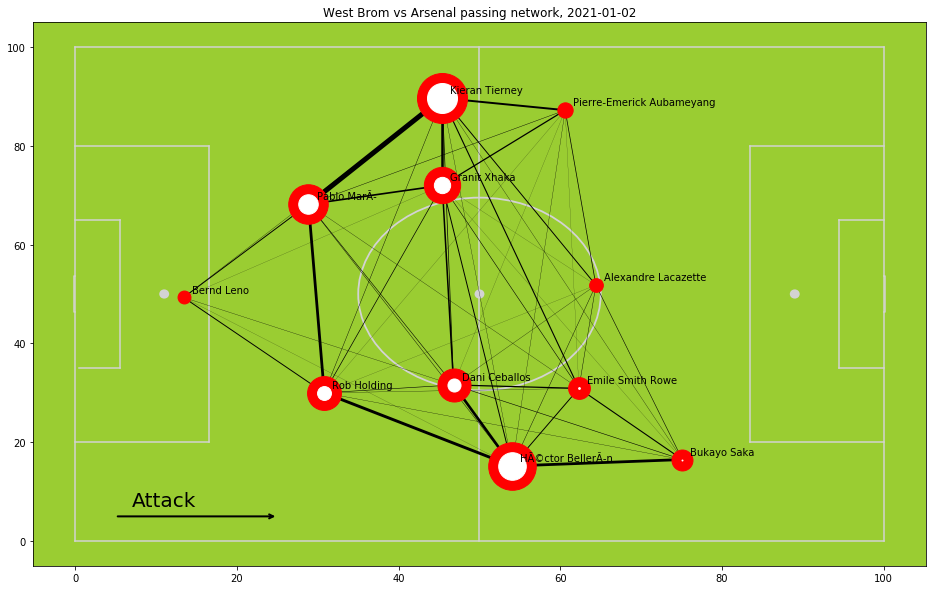 West Brom vs Arsenal passing network, 2021-01-02
100
Kieran Tierney
Pierre-Emerick Aubameyang
80
Granit Xhaka
Pablo MarÃ-
60
Alexandre Lacazette
Bernd Leno
40
Dani Ceballos
Emile Smith Rowe
Rob Holding
20
Bukayo Saka
HÃ©ctor BellerÃ-n
Attack
0
0 20 40 60 80 100